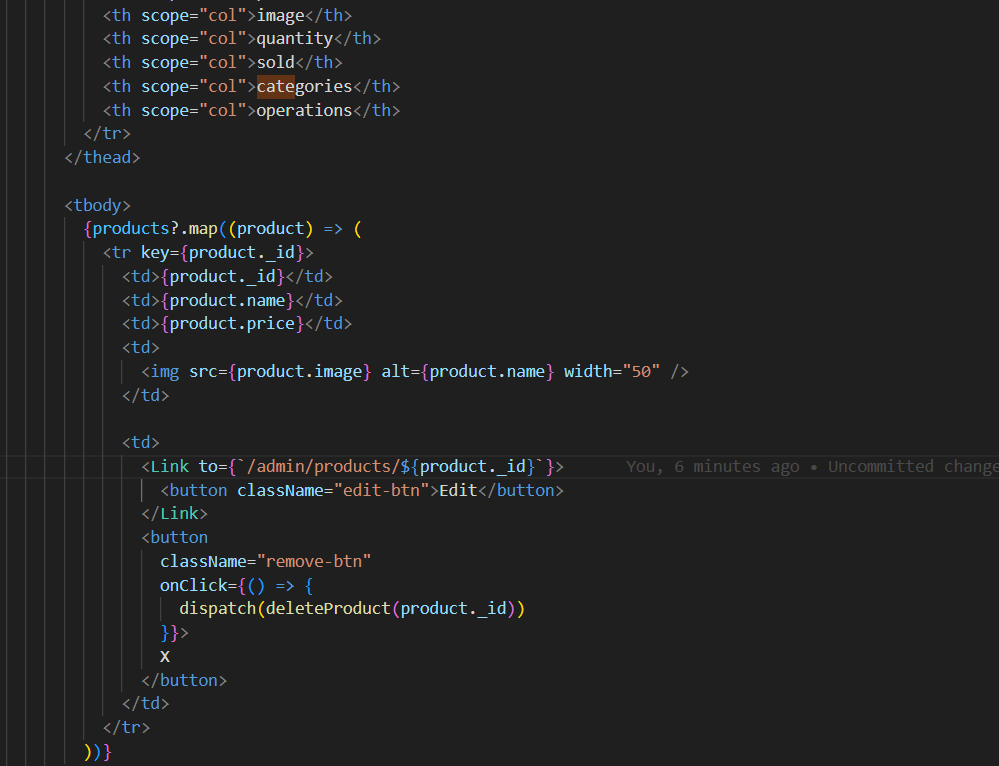 <th scope="col">image</th>
<th scope="col">quantity</th>
<th scope="col">sold</th>
<th scope="col">categories</th>
<th scope="col">operations</th>
</tr>
</thead>
<tbody>
{products?.map((product) => (
<tr key={product._id}>
<td>{product._id}</td>
<td>{product.name}</td>
<td>{product.price}</td>
<td>
<img src={product.image} alt={product.name} width="50" />
</td>
<td>
<Link to={`/admin/products/${product._id}`}> You, 6 minutes ago • Uncommitted change
<button className="edit-btn">Edit</button>
</Link>
<button
className="remove-btn"
onClick={() => {
dispatch(deleteProduct(product._id))
}}>
X
</button>
</td>
</tr>
))}